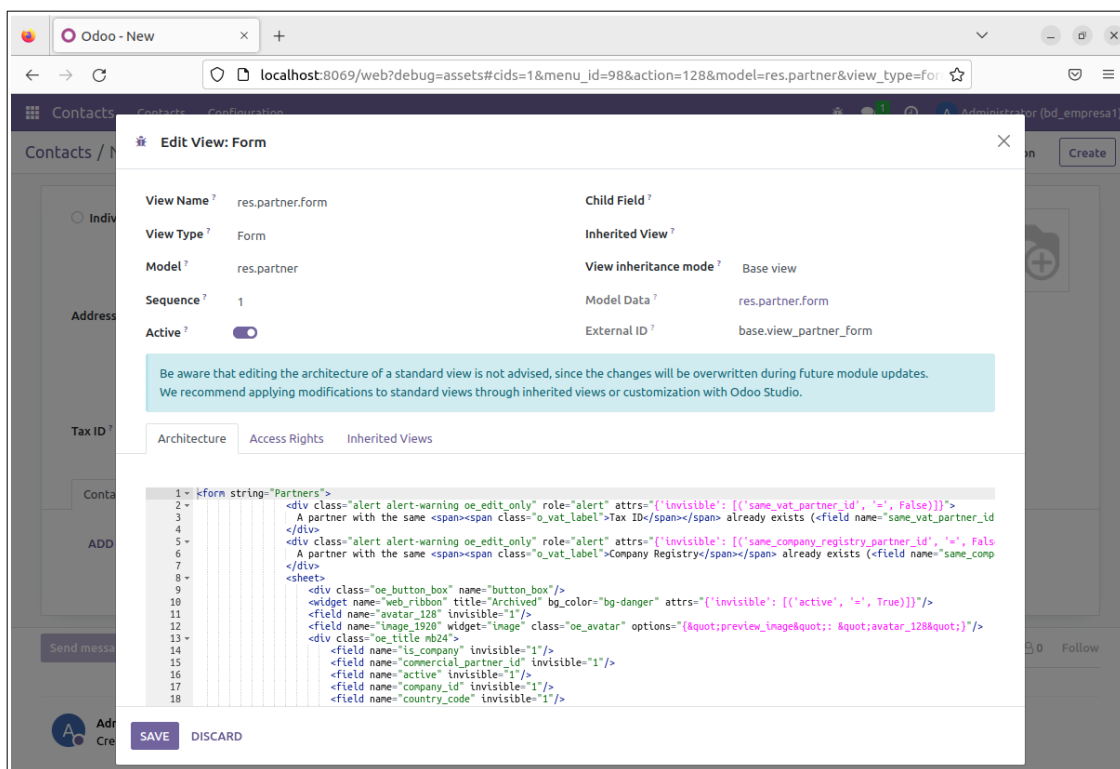 Odoo - New
localhost:8069/web?debug=assets#cids=1&menu_id=98&action=128&model=res.partner&view_type=for
Contacts Contacts Configuration 1 A Administrator (bd_empresa1)
Contacts / N
Create
Edit View: Form
Indiv
Address
Tax ID ?
Conta
ADD
View Name ? res.partner.form
Child Field ?
View Type ? Form
Inherited View ?
Model ? res.partner
View inheritance mode ? Base view
Sequence ? 1
Model Data ? res.partner.form
Active ?
External ID ? base.view_partner_form
Be aware that editing the architecture of a standard view is not advised, since the changes will be overwritten during future module updates.
We recommend applying modifications to standard views through inherited views or customization with Odoo Studio.
Architecture Access Rights Inherited Views
1 <form string="Partners">
2 <div class="alert alert-warning oe_edit_only" role="alert" attrs="{'invisible': [('same_vat_partner_id', '=', False)]}">
3 A partner with the same <span><span class="o_vat_label">Tax ID</span></span> already exists (<field name="same_vat_partner_id
4 </div>
5 <div class="alert alert-warning oe_edit_only" role="alert" attrs="{'invisible': [('same_company_registry_partner_id', '=', Fals
6 A partner with the same <span><span class="o_vat_label">Company Registry</span></span> already exists (<field name="same_comp
7 </div>
8 <sheet>
9 <div class="oe_button_box" name="button_box"/>
10 <widget name="web_ribbon" title="Archived" bg_color="bg-danger" attrs="{'invisible': [('active', '=', True)]}"/>
11 <field name="avatar_128" invisible="1"/>
12 <field name="image_1920" widget="image" class="oe_avatar" options="{&quot;preview_image&quot;: &quot;avatar_128&quot;}"/>
13 <div class="oe_title mb24">
14 <field name="is_company" invisible="1"/>
15 <field name="commercial_partner_id" invisible="1"/>
16 <field name="active" invisible="1"/>
17 <field name="company_id" invisible="1"/>
18 <field name="country_code" invisible="1"/>
Send messa
0 Follow
A Adr
Cre
SAVE DISCARD